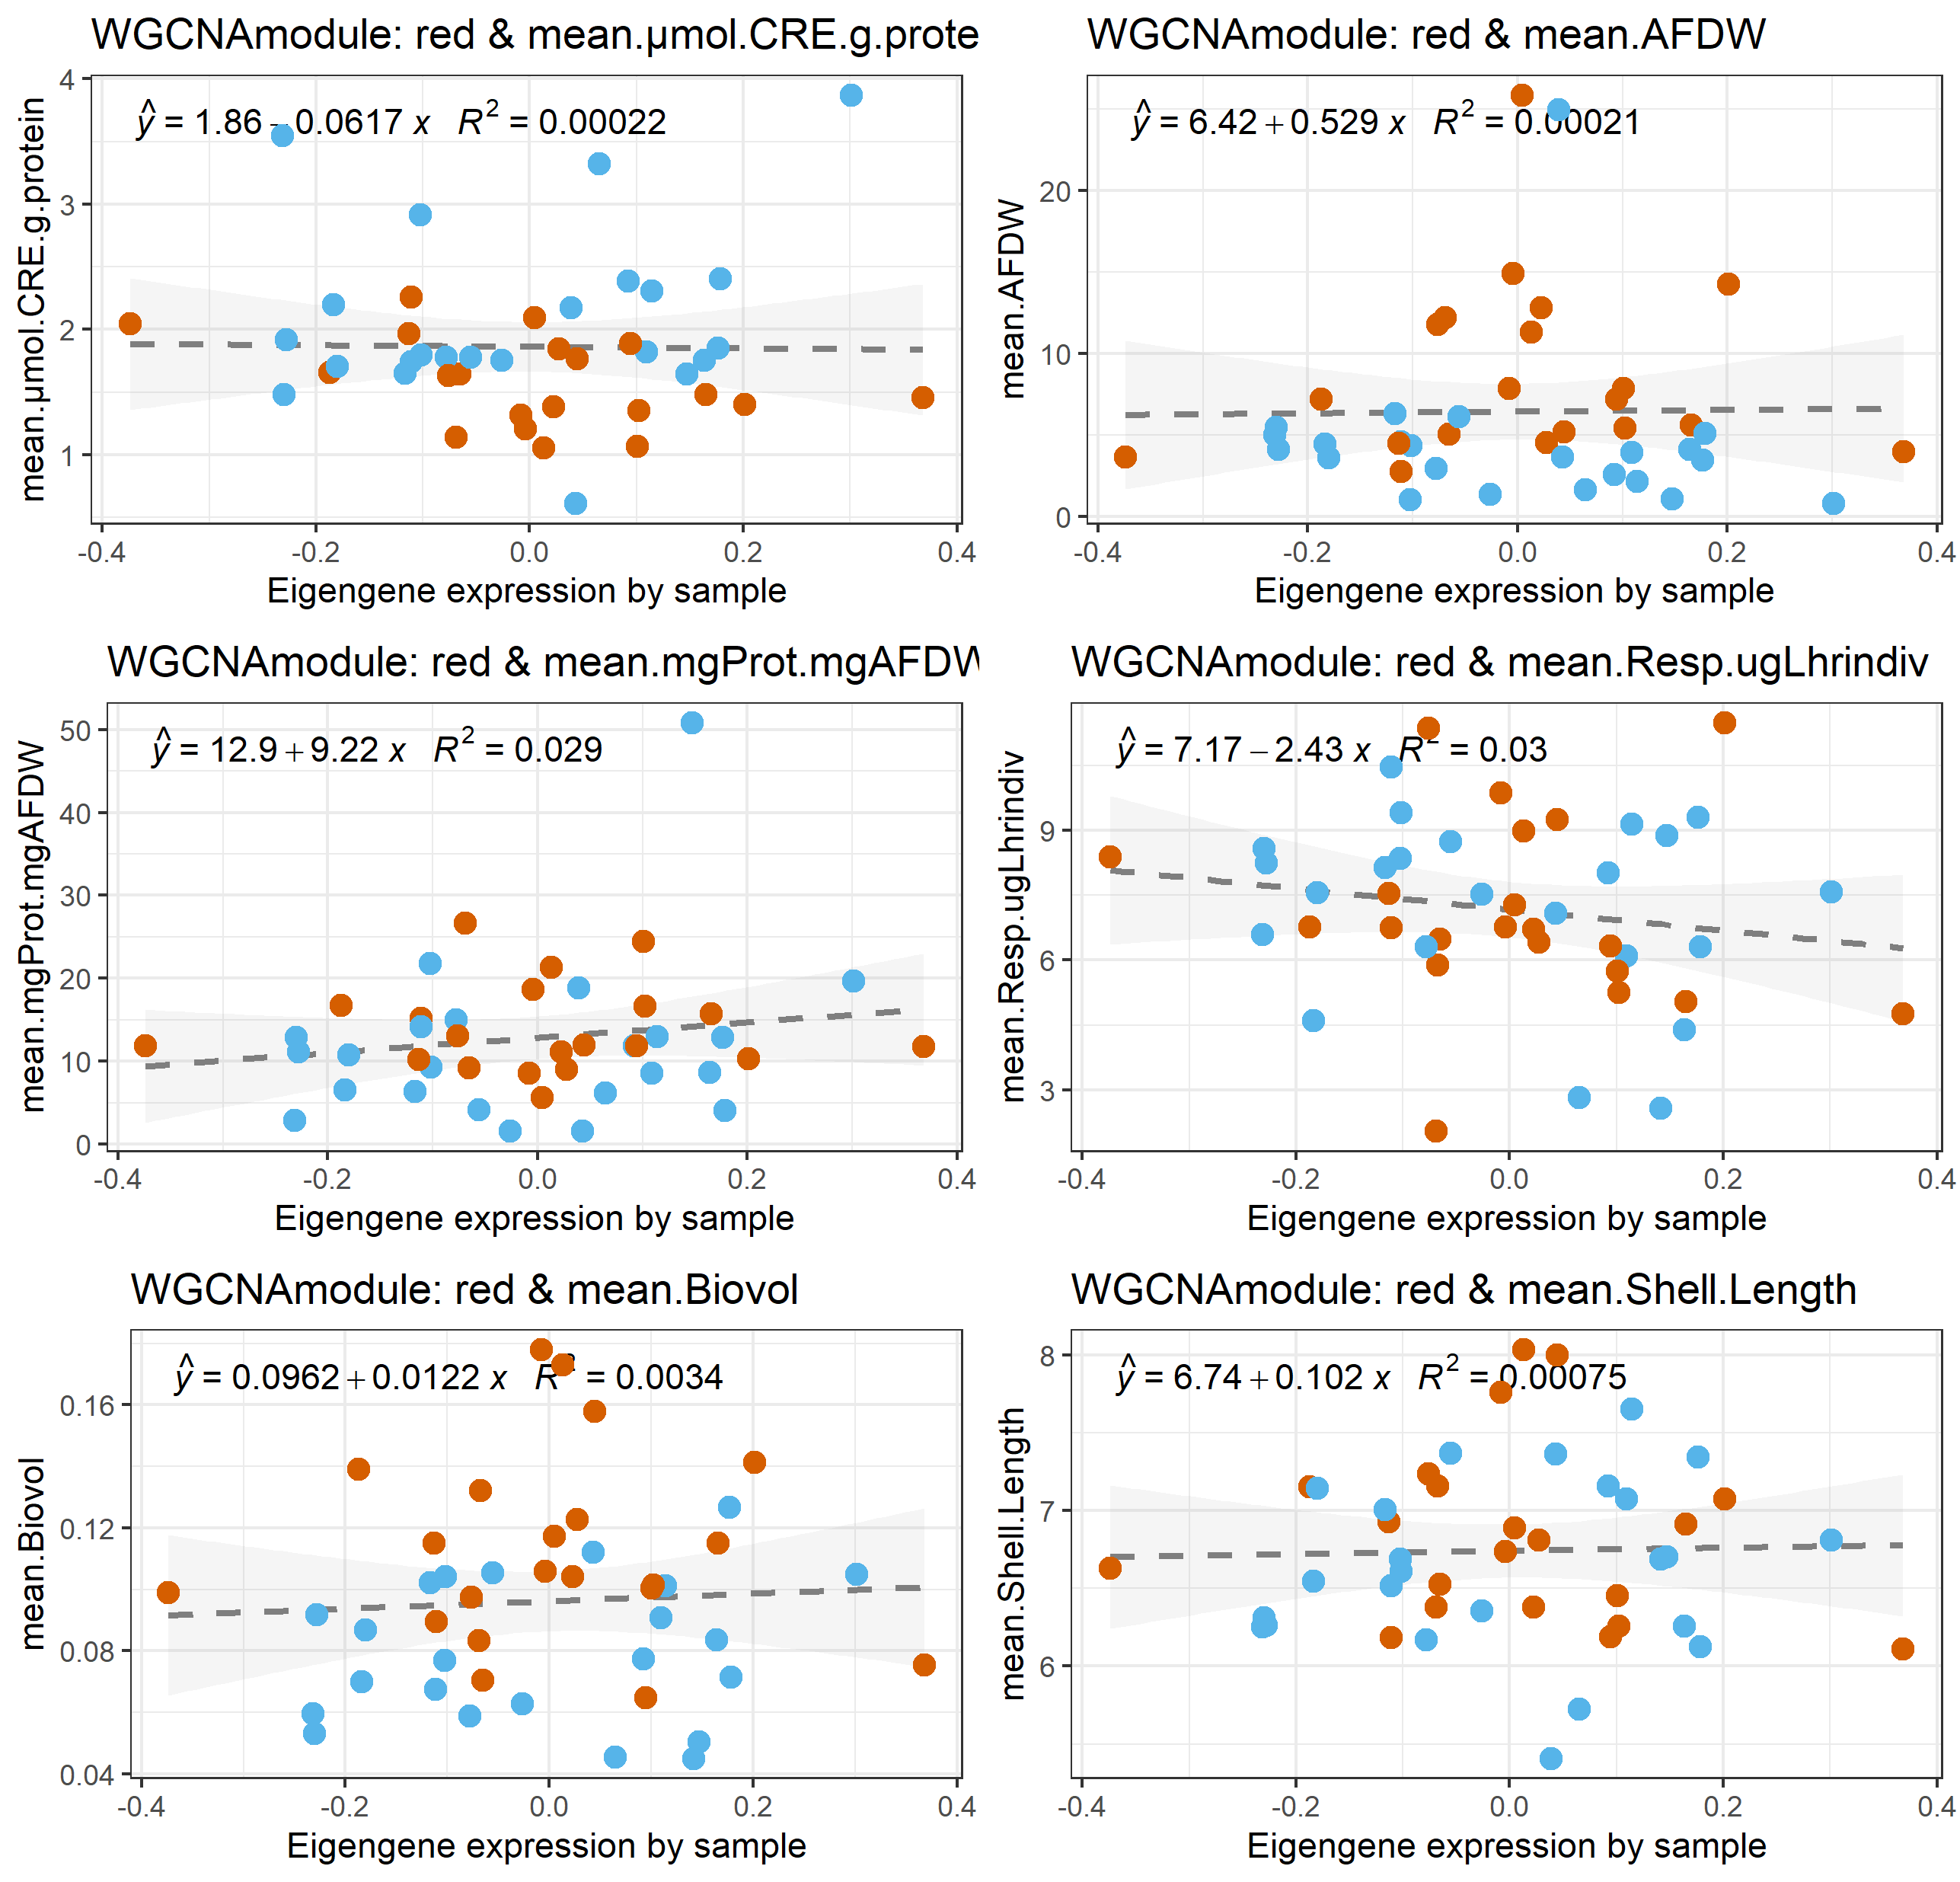 WGCNAmodule: red & mean.µmol.CRE.g.prote
ŷ = 1.86 − 0.0617 x R² = 0.00022
mean.µmol.CRE.g.protein
4
3
2
1
-0.4 -0.2 0.0 0.2 0.4
Eigengene expression by sample
WGCNAmodule: red & mean.AFDW
ŷ = 6.42 + 0.529 x R² = 0.00021
mean.AFDW
20
10
0
-0.4 -0.2 0.0 0.2 0.4
Eigengene expression by sample
WGCNAmodule: red & mean.mgProt.mgAFDW
ŷ = 12.9 + 9.22 x R² = 0.029
mean.mgProt.mgAFDW
50
40
30
20
10
0
-0.4 -0.2 0.0 0.2 0.4
Eigengene expression by sample
WGCNAmodule: red & mean.Resp.ugLhrindiv
ŷ = 7.17 − 2.43 x R² = 0.03
mean.Resp.ugLhrindiv
9
6
3
-0.4 -0.2 0.0 0.2 0.4
Eigengene expression by sample
WGCNAmodule: red & mean.Biovol
ŷ = 0.0962 + 0.0122 x R² = 0.0034
mean.Biovol
0.16
0.12
0.08
0.04
-0.4 -0.2 0.0 0.2 0.4
Eigengene expression by sample
WGCNAmodule: red & mean.Shell.Length
ŷ = 6.74 + 0.102 x R² = 0.00075
mean.Shell.Length
8
7
6
-0.4 -0.2 0.0 0.2 0.4
Eigengene expression by sample